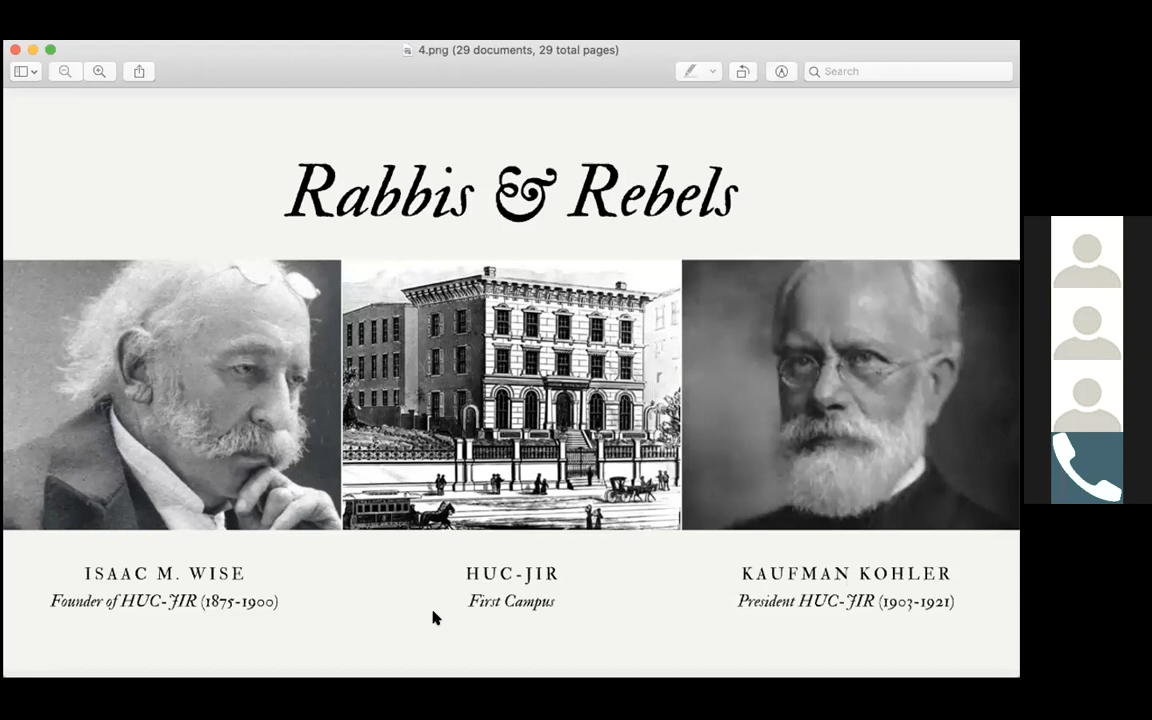 4.png (29 documents, 29 total pages)
Search
Rabbis & Rebels
ISAAC M. WISE
Founder of HUC-JIR (1875-1900)
HUC-JIR
First Campus
KAUFMAN KOHLER
President HUC-JIR (1903-1921)